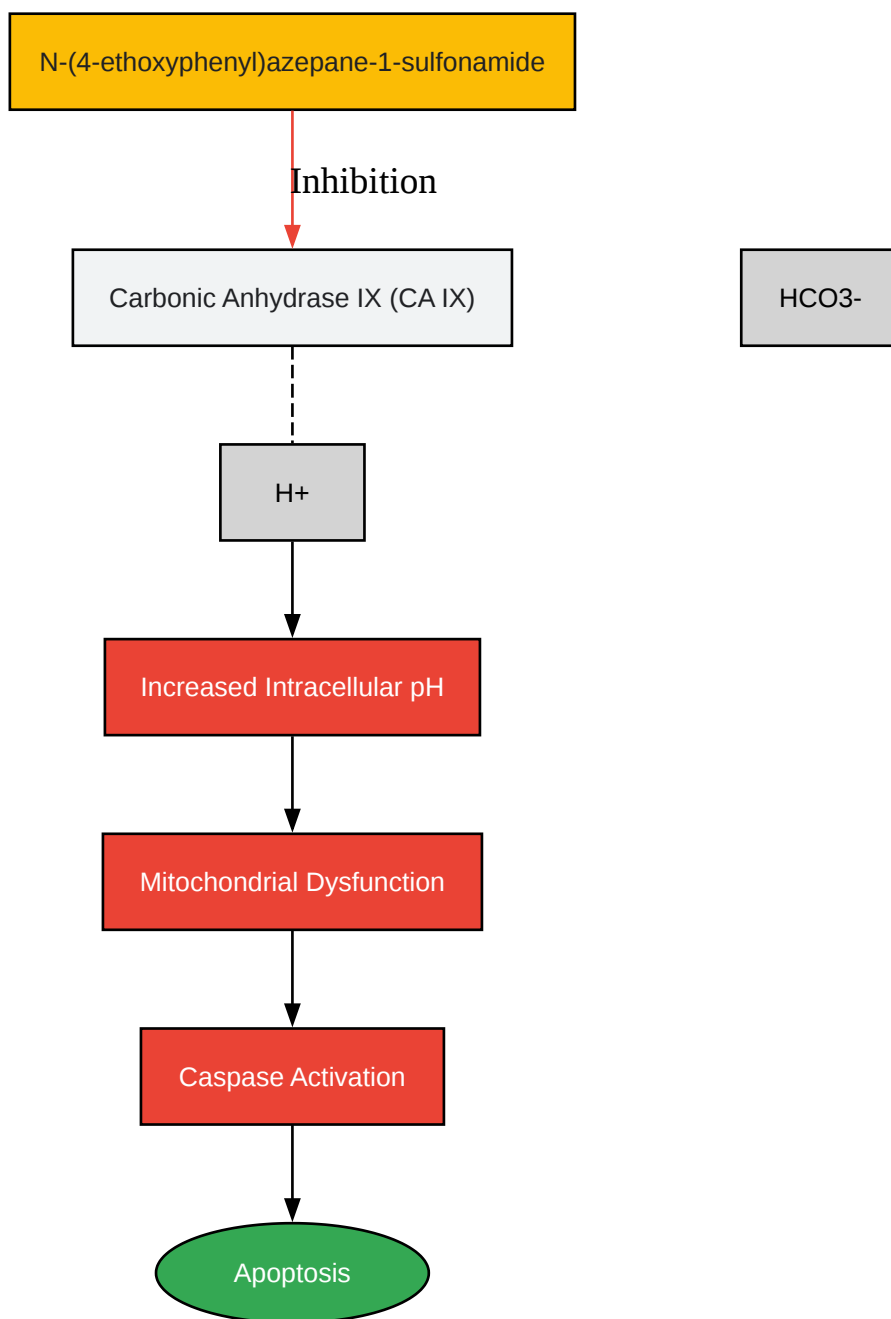 N-(4-ethoxyphenyl)azepane-1-sulfonamide
Inhibition
Carbonic Anhydrase IX (CA IX)
HCO3-
H+
Increased Intracellular pH
Mitochondrial Dysfunction
Caspase Activation
Apoptosis